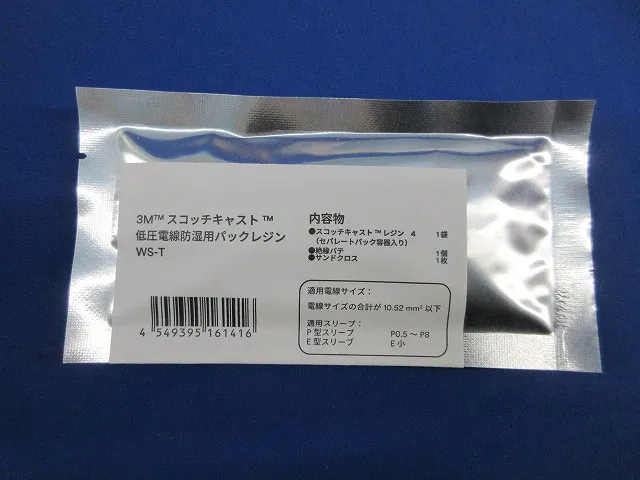 3M™ スコッチキャスト™
低圧電線防湿用パックレジン
WS-T
4 549395 161416
内容物
●スコッチキャスト™レジン 4 1袋
(セパレートパック容器入り)
●絶縁パテ 1個
●サンドクロス 1枚
適用電線サイズ:
電線サイズの合計が 10.52 mm² 以下
適用スリーブ:
P 型スリーブ P0.5 ~ P8
E 型スリーブ E 小